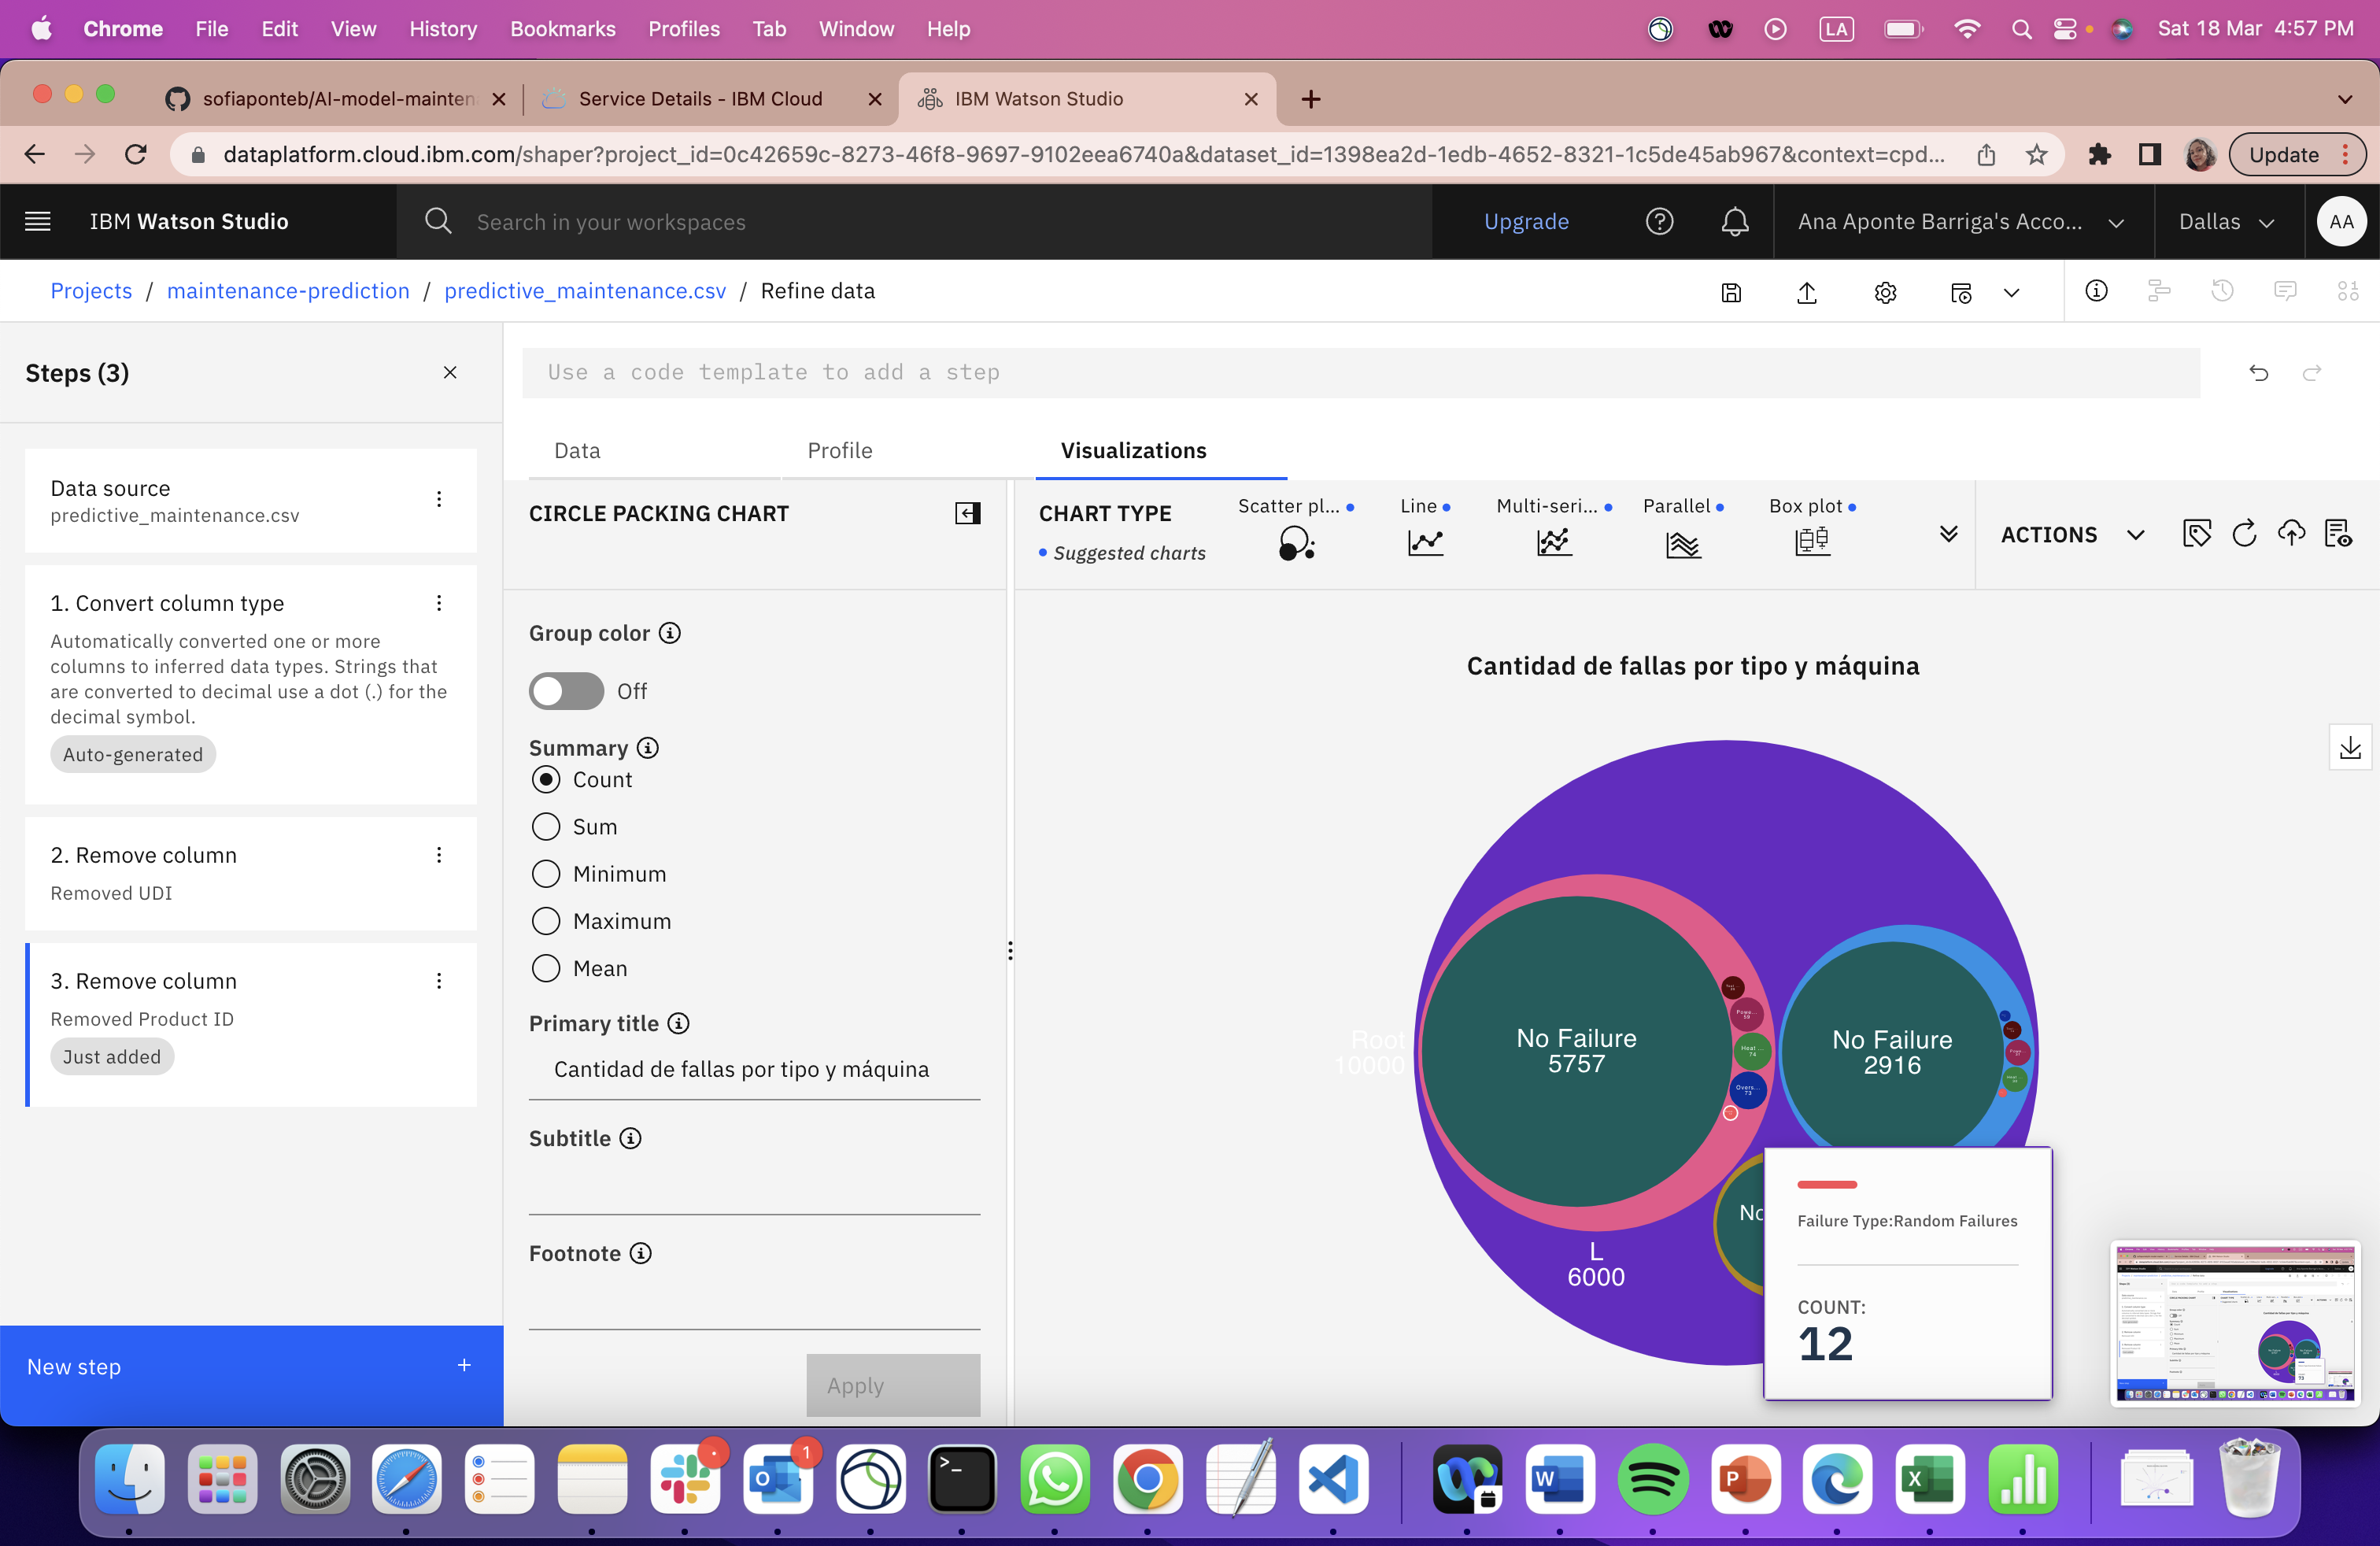 Chrome File Edit View History Bookmarks Profiles Tab Window Help
LA Sat 18 Mar 4:57 PM
sofiaponteb/AI-model-mainten
Service Details - IBM Cloud
IBM Watson Studio
dataplatform.cloud.ibm.com/shaper?project_id=0c42659c-8273-46f8-9697-9102eea6740a&dataset_id=1398ea2d-1edb-4652-8321-1c5de45ab967&context=cpd...
Update
IBM Watson Studio
Search in your workspaces
Upgrade
Ana Aponte Barriga's Acco...
Dallas
AA
Projects / maintenance-prediction / predictive_maintenance.csv / Refine data
Steps (3)
Data source
predictive_maintenance.csv
1. Convert column type
Automatically converted one or more
columns to inferred data types. Strings that
are converted to decimal use a dot (.) for the
decimal symbol.
Auto-generated
2. Remove column
Removed UDI
3. Remove column
Removed Product ID
Just added
New step +
Use a code template to add a step
Data
Profile
Visualizations
CIRCLE PACKING CHART
Group color
Off
Summary
Count
Sum
Minimum
Maximum
Mean
Primary title
Cantidad de fallas por tipo y máquina
Subtitle
Footnote
Apply
CHART TYPE
Suggested charts
Scatter pl...
Line
Multi-seri...
Parallel
Box plot
ACTIONS
Cantidad de fallas por tipo y máquina
Root
10000
No Failure
5757
Powe...
59
Heat ...
74
Overs...
73
No Failure
2916
L
6000
No
Failure Type:Random Failures
COUNT:
12
1